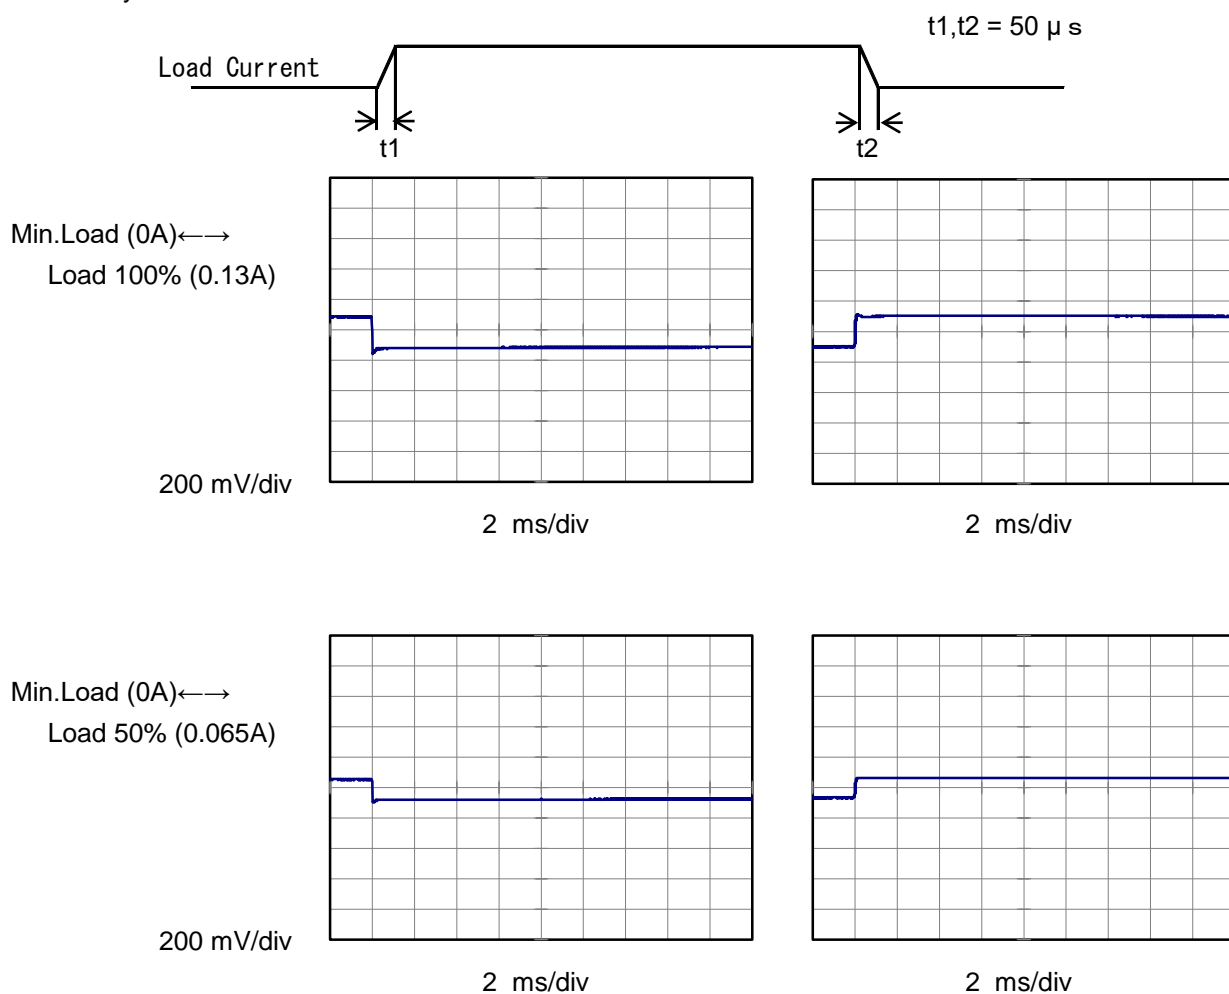 t1,t2 = 50 μｓ
Load Current
t1
t2
Min.Load (0A)←→
Load 100% (0.13A)
200 mV/div
2 ms/div
2 ms/div
Min.Load (0A)←→
Load 50% (0.065A)
200 mV/div
2 ms/div
2 ms/div